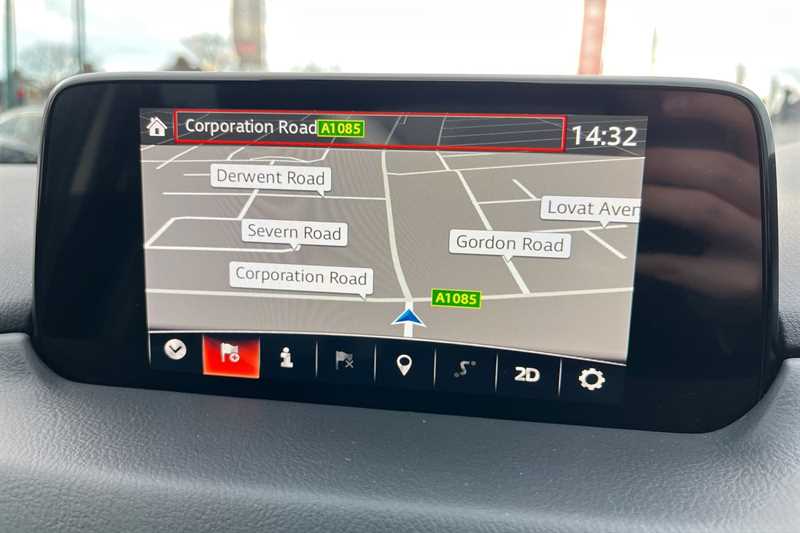 Corporation Road A1085
14:32
Derwent Road
Lovat Aven
Severn Road
Gordon Road
Corporation Road
A1085
2D